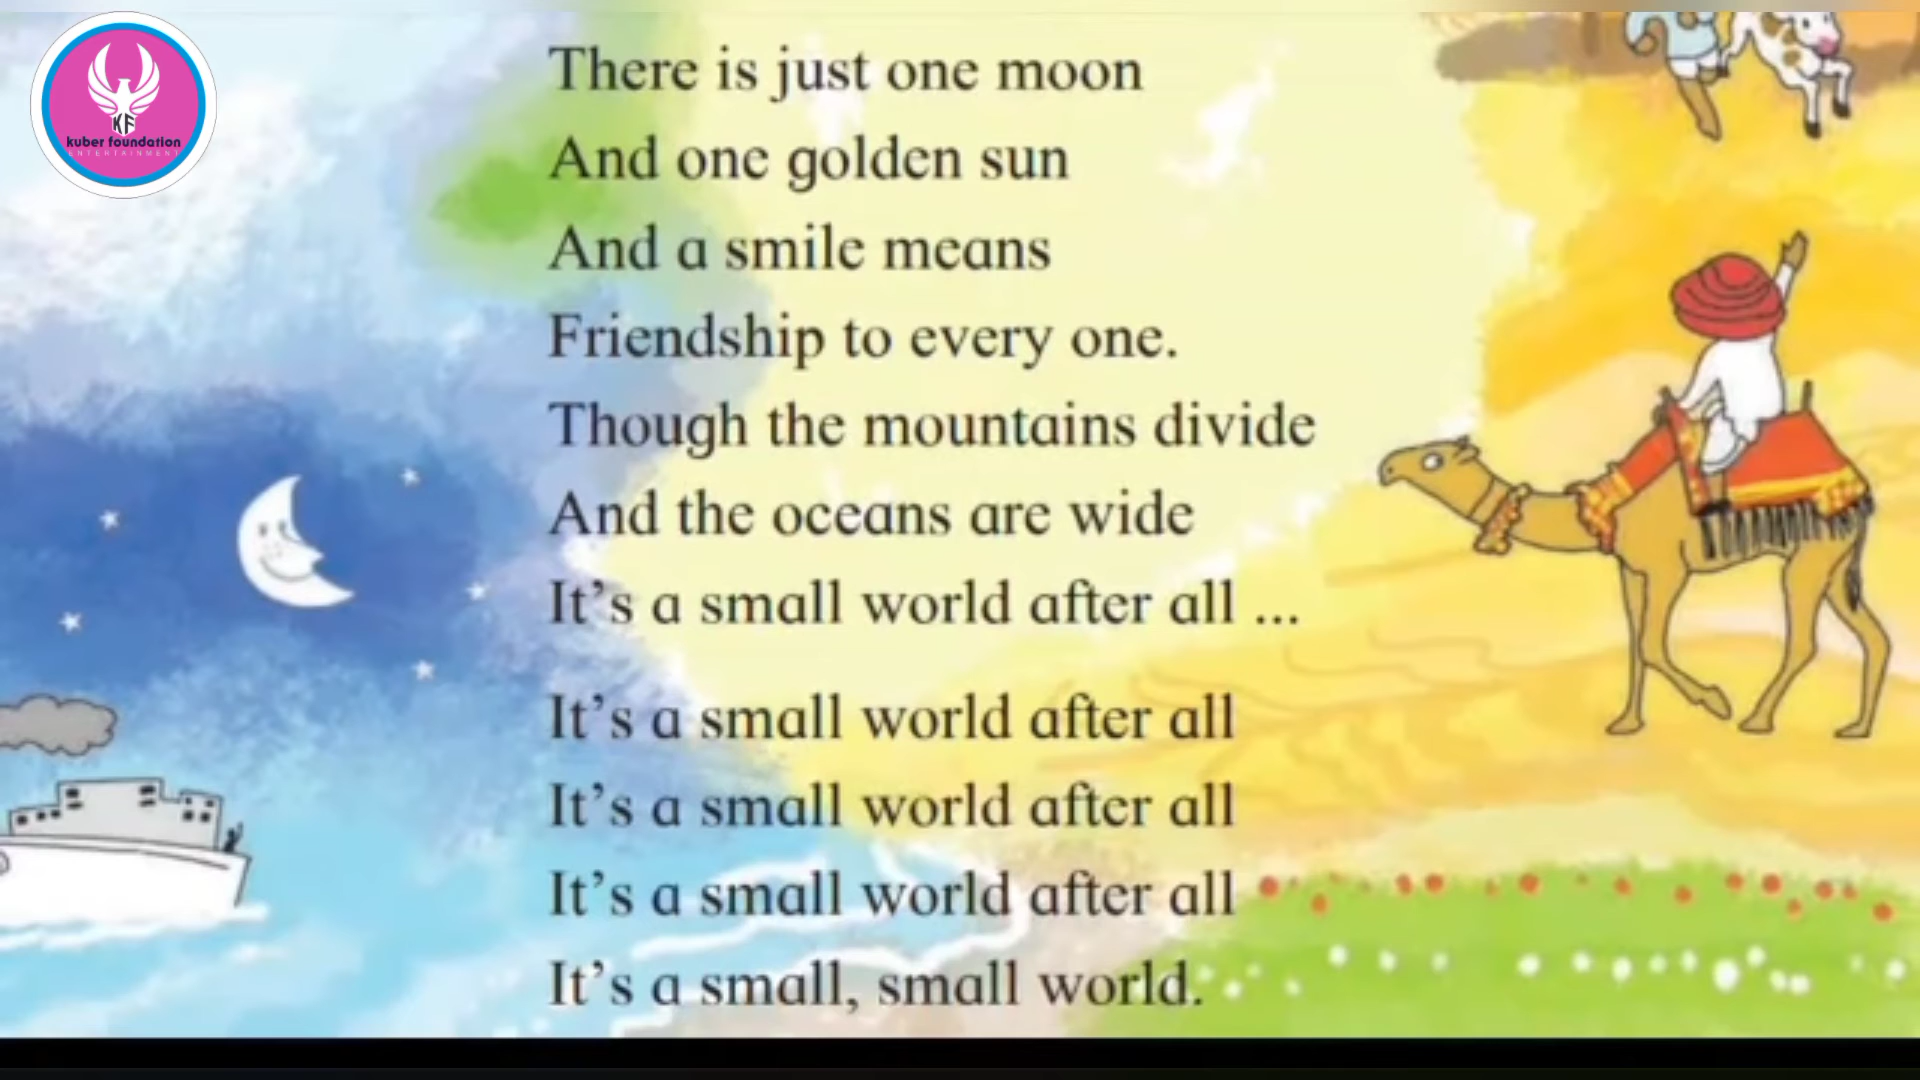 KF
kuber foundation
ENTERTAINMENT
There is just one moon
And one golden sun
And a smile means
Friendship to every one.
Though the mountains divide
And the oceans are wide
It's a small world after all ...
It's a small world after all
It's a small world after all
It's a small world after all
It's a small, small world.